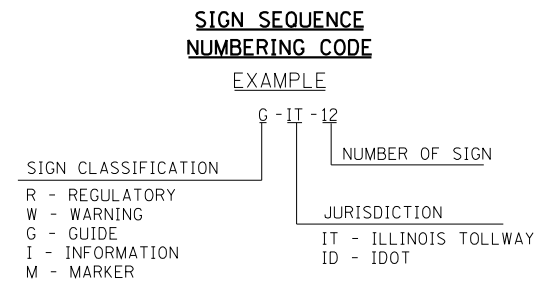 SIGN SEQUENCE
NUMBERING CODE
EXAMPLE
G - IT - 12
NUMBER OF SIGN
SIGN CLASSIFICATION
R - REGULATORY
W - WARNING
G - GUIDE
I - INFORMATION
M - MARKER
JURISDICTION
IT - ILLINOIS TOLLWAY
ID - IDOT